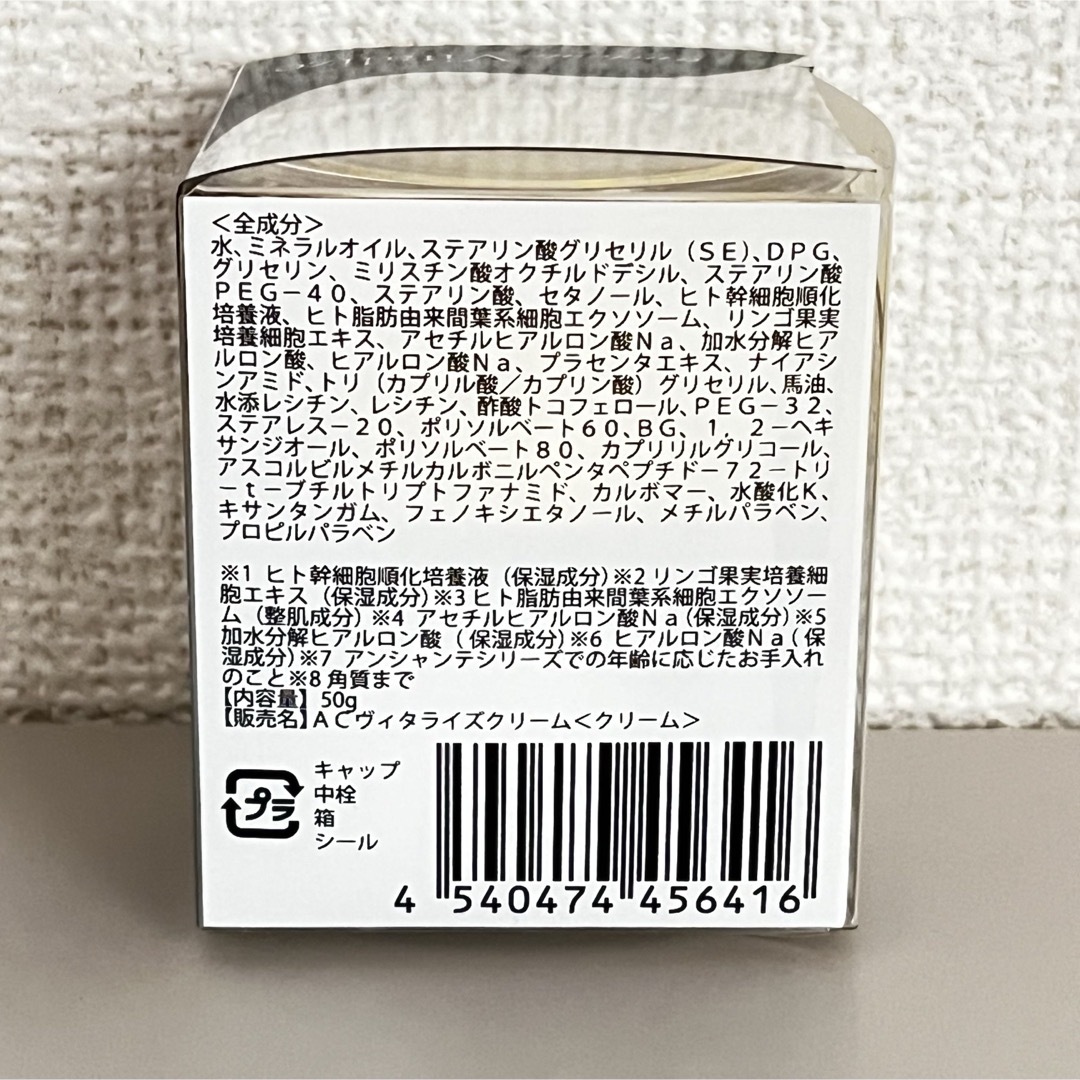 ＜全成分＞
水、ミネラルオイル、ステアリン酸グリセリル（ＳＥ）、ＤＰＧ、
グリセリン、ミリスチン酸オクチルドデシル、ステアリン酸
ＰＥＧ－４０、ステアリン酸、セタノール、ヒト幹細胞順化
培養液、ヒト脂肪由来間葉系細胞エクソソーム、リンゴ果実
培養細胞エキス、アセチルヒアルロン酸Ｎａ、加水分解ヒア
ルロン酸、ヒアルロン酸Ｎａ、プラセンタエキス、ナイアシ
ンアミド、トリ（カプリル酸／カプリン酸）グリセリル、馬油、
水添レシチン、レシチン、酢酸トコフェロール、ＰＥＧ－３２、
ステアレス－２０、ポリソルベート６０、ＢＧ、１，２－ヘキ
サンジオール、ポリソルベート８０、カプリリルグリコール、
アスコルビルメチルカルボニルペンタペプチド－７２－トリ
－ｔ－ブチルトリプトファナミド、カルボマー、水酸化Ｋ、
キサンタンガム、フェノキシエタノール、メチルパラベン、
プロピルパラベン
※1 ヒト幹細胞順化培養液（保湿成分）※2 リンゴ果実培養細
胞エキス（保湿成分）※3 ヒト脂肪由来間葉系細胞エクソソー
ム（整肌成分）※4 アセチルヒアルロン酸Ｎａ（保湿成分）※5
加水分解ヒアルロン酸（保湿成分）※6 ヒアルロン酸Ｎａ（保
湿成分）※7 アンシャンテシリーズでの年齢に応じたお手入れ
のこと※8 角質まで
【内容量】 50g
【販売名】ＡＣヴィタライズクリーム＜クリーム＞
プラ
キャップ
中栓
箱
シール
4 540474 456416